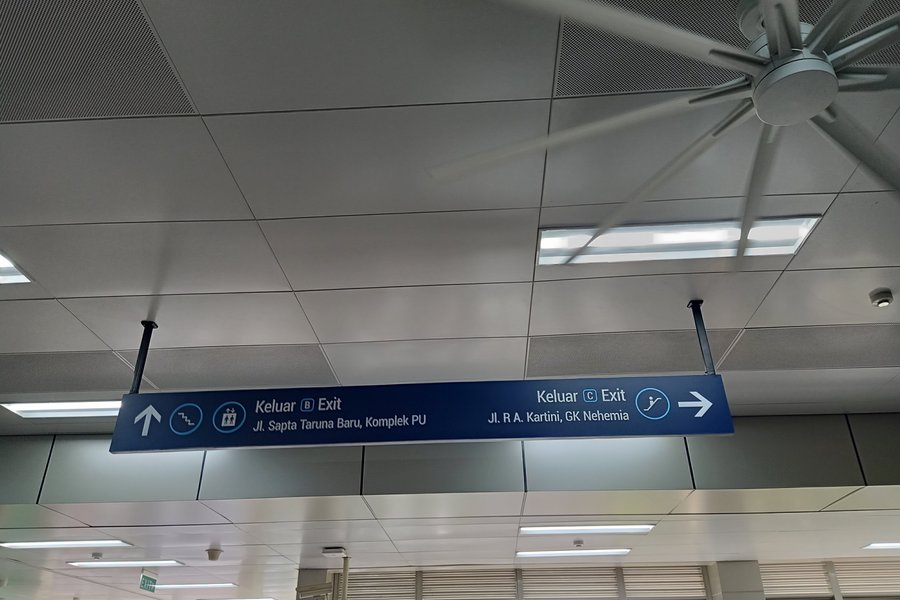 Keluar B Exit
Jl. Sapta Taruna Baru, Komplek PU
Keluar C Exit
Jl. R A. Kartini, GK Nehemia